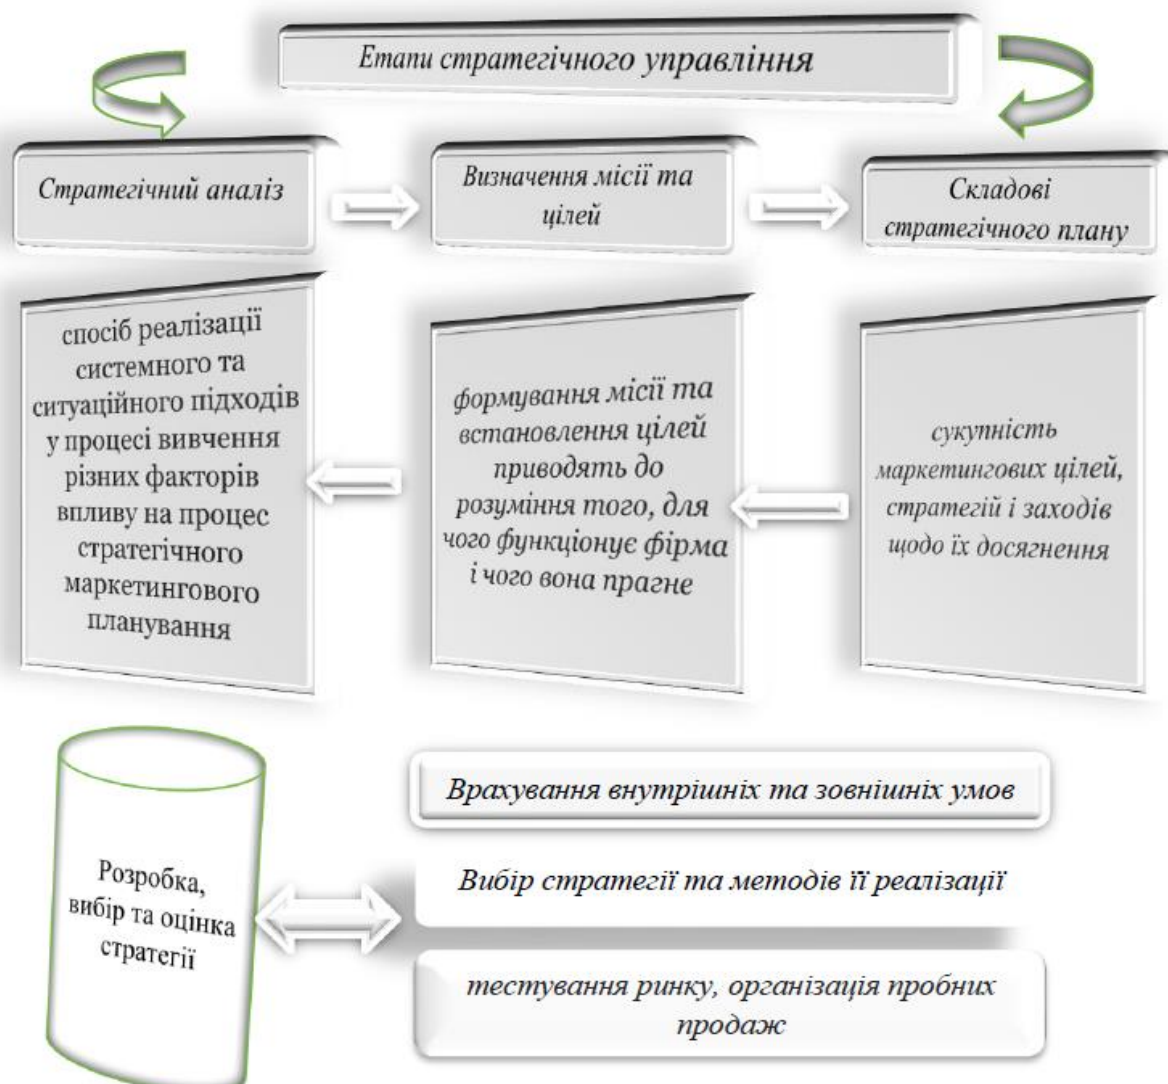 Етапи стратегічного управління
Стратегічний аналіз
Визначення місії та
цілей
Складові
стратегічного плану
спосіб реалізації
системного та
ситуаційного підходів
у процесі вивчення
різних факторів
впливу на процес
стратегічного
маркетингового
планування
формування місії та
встановлення цілей
приводять до
розуміння того, для
чого функціонує фірма
і чого вона прагне
сукупність
маркетингових цілей,
стратегій і заходів
щодо їх досягнення
Розробка,
вибір та оцінка
стратегії
Врахування внутрішніх та зовнішніх умов
Вибір стратегії та методів її реалізації
тестування ринку, організація пробних
продаж